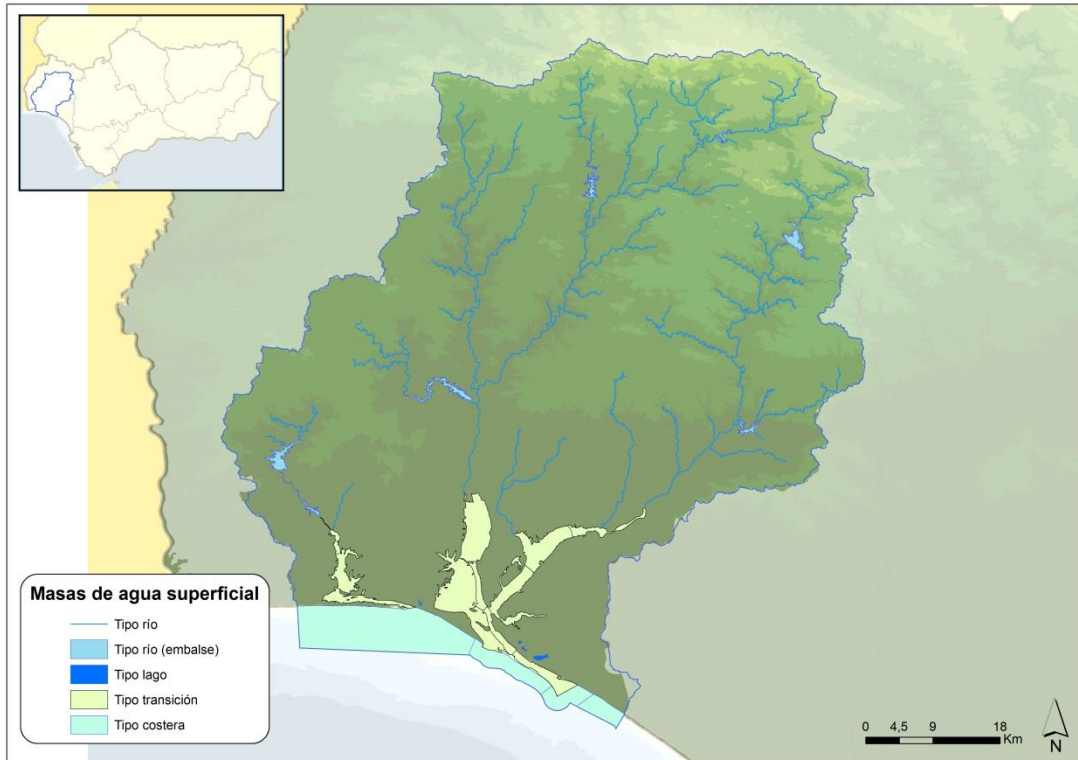 Masas de agua superficial
Tipo río
Tipo río (embalse)
Tipo lago
Tipo transición
Tipo costera
0 4,5 9 18
Km
N